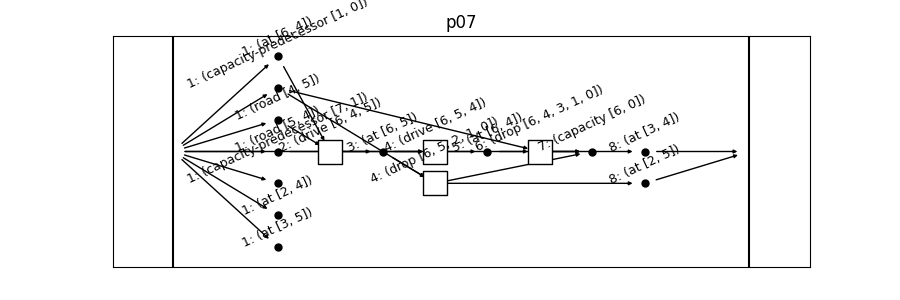 p07
1: (at [6, 4])
1: (capacity-predecessor [1, 0])
1: (road [4, 5])
1: (road [5, 4])
1: (capacity-predecessor [7, 1])
1: (at [2, 4])
1: (at [3, 5])
2: (drive [6, 4, 5])
3: (at [6, 5])
4: (drive [6, 5, 4])
4: (drop [6, 5, 2, 1, 0])
5: (at [6, 4])
6: (drop [6, 4, 3, 1, 0])
7: (capacity [6, 0])
8: (at [3, 4])
8: (at [2, 5])